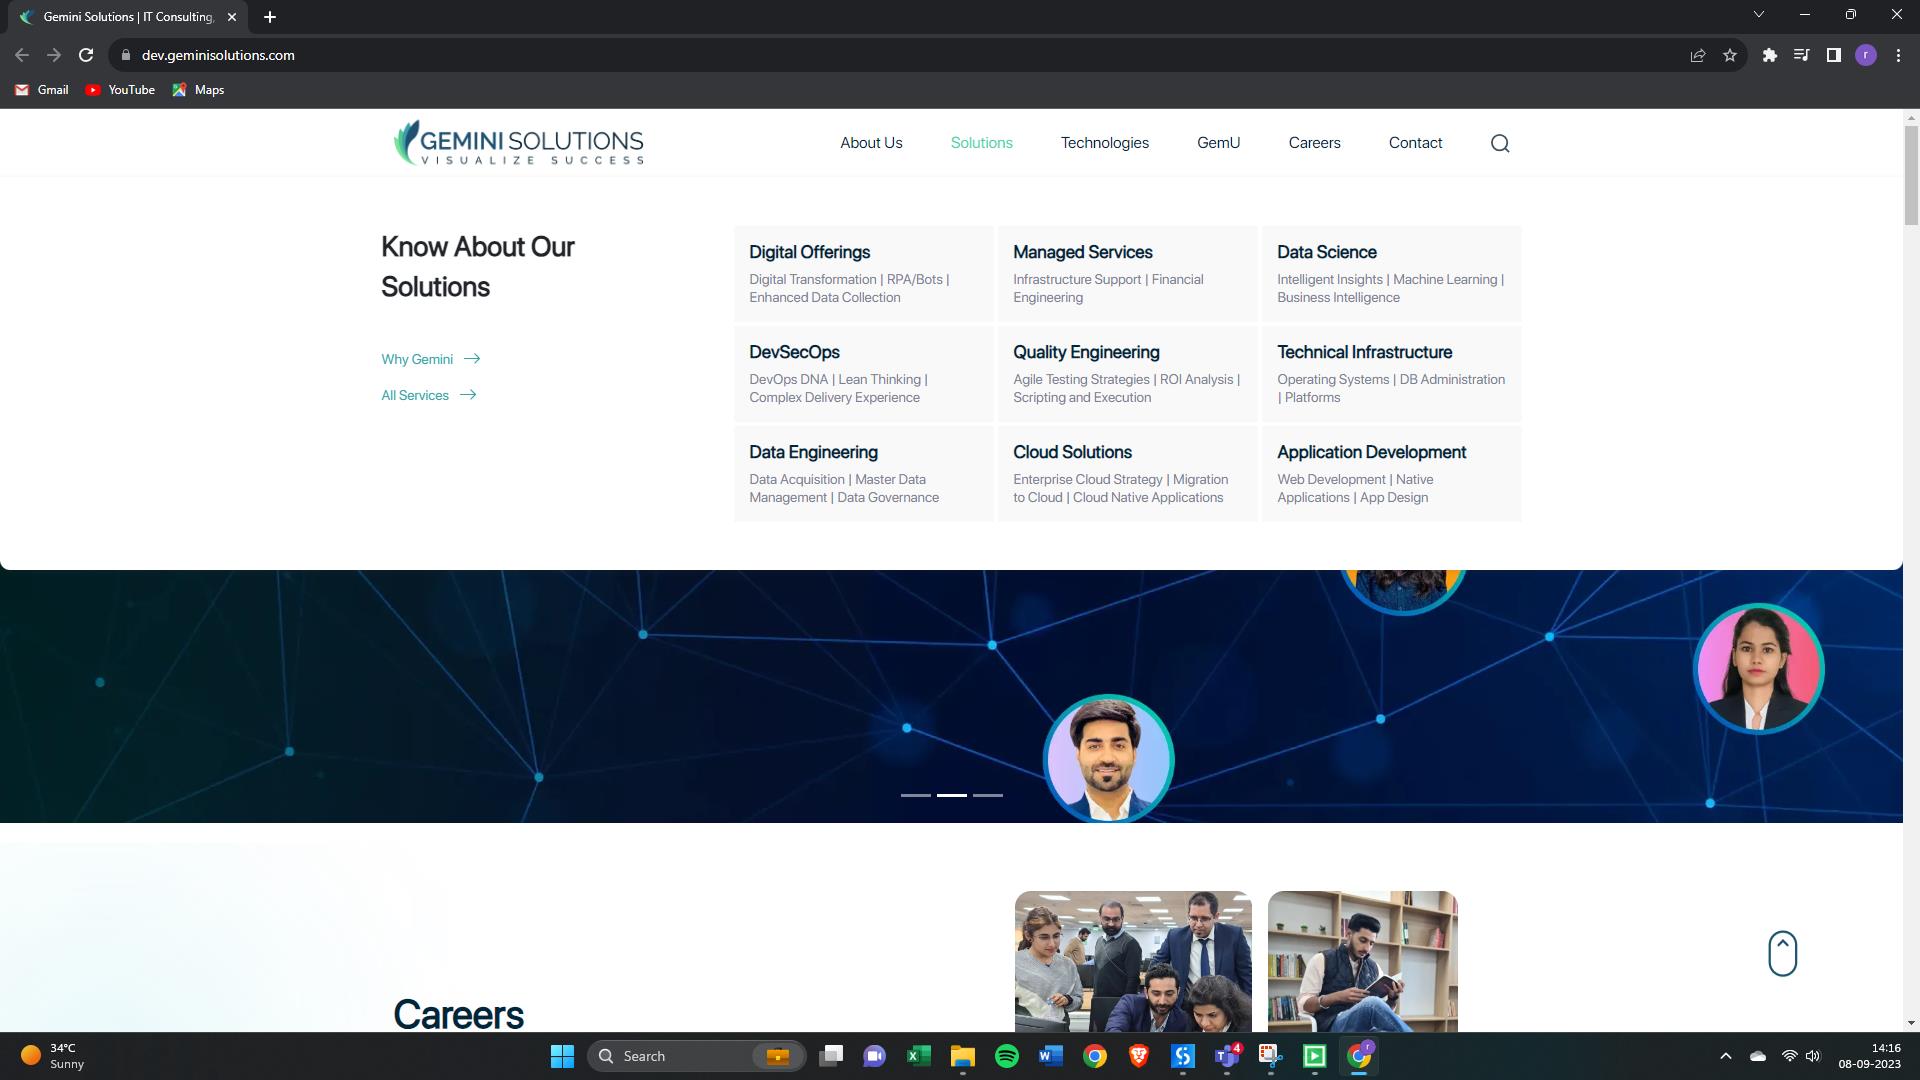 Gemini Solutions | IT Consulting,
dev.geminisolutions.com
r
Gmail
YouTube
Maps
GEMINI SOLUTIONS
VISUALIZE SUCCESS
About Us
Solutions
Technologies
GemU
Careers
Contact
Know About Our
Solutions
Why Gemini
All Services
Digital Offerings
Digital Transformation | RPA/Bots |
Enhanced Data Collection
Managed Services
Infrastructure Support | Financial
Engineering
Data Science
Intelligent Insights | Machine Learning |
Business Intelligence
DevSecOps
DevOps DNA | Lean Thinking |
Complex Delivery Experience
Quality Engineering
Agile Testing Strategies | ROI Analysis |
Scripting and Execution
Technical Infrastructure
Operating Systems | DB Administration
| Platforms
Data Engineering
Data Acquisition | Master Data
Management | Data Governance
Cloud Solutions
Enterprise Cloud Strategy | Migration
to Cloud | Cloud Native Applications
Application Development
Web Development | Native
Applications | App Design
Careers
34°C
Sunny
Search
4
r
14:16
08-09-2023